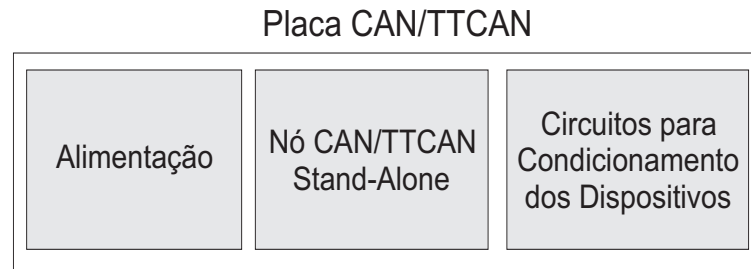 Placa CAN/TTCAN
Alimentação
Nó CAN/TTCAN
Stand-Alone
Circuitos para
Condicionamento
dos Dispositivos